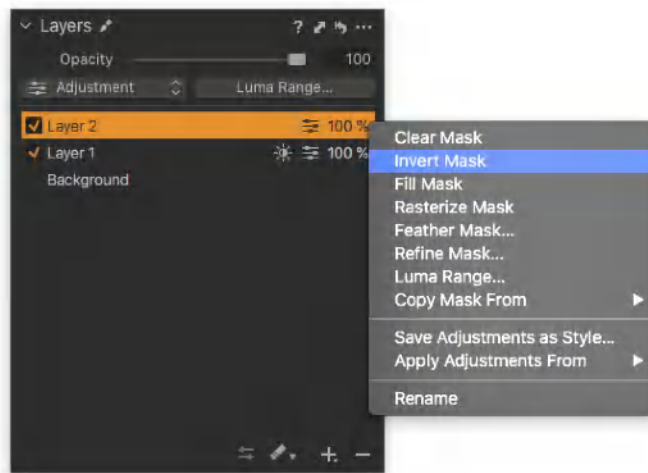 Layers ? ...
Opacity 100
Adjustment Luma Range...
Layer 2 100 %
Layer 1 100 %
Background
Clear Mask
Invert Mask
Fill Mask
Rasterize Mask
Feather Mask...
Refine Mask...
Luma Range...
Copy Mask From
Save Adjustments as Style...
Apply Adjustments From
Rename